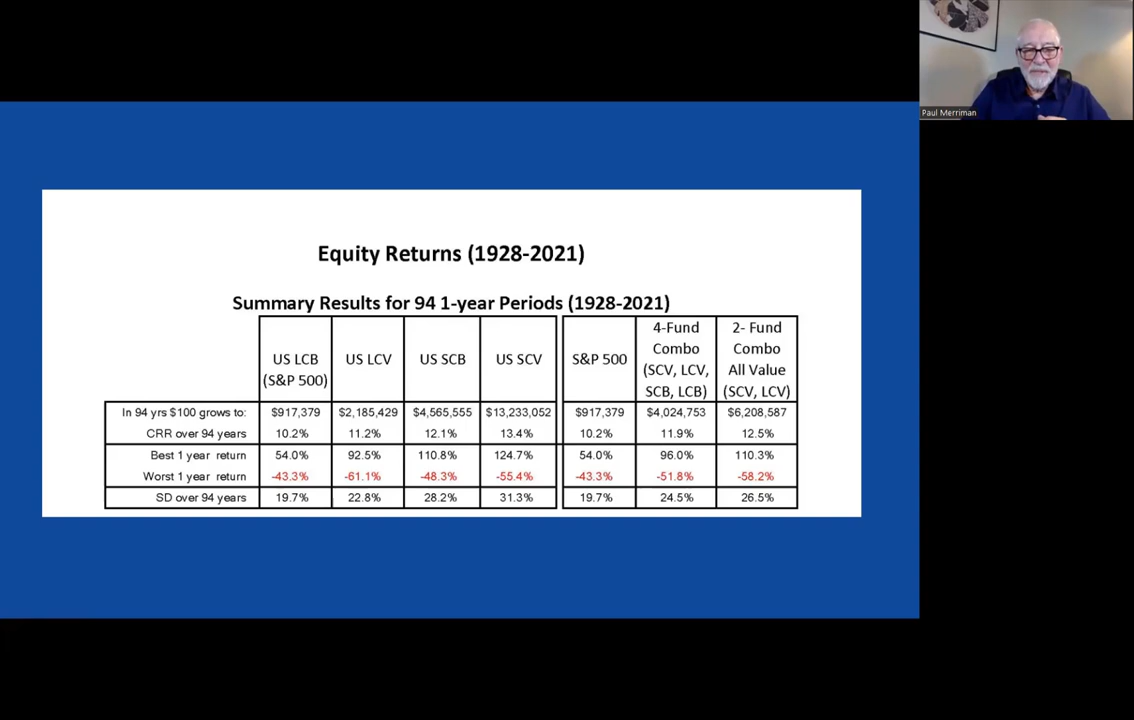 Paul Merriman
Equity Returns (1928-2021)
Summary Results for 94 1-year Periods (1928-2021)
US LCB (S&P 500) US LCV US SCB US SCV S&P 500 4-Fund Combo (SCV, LCV, SCB, LCB) 2- Fund Combo All Value (SCV, LCV)
In 94 yrs $100 grows to: $917,379 $2,185,429 $4,565,555 $13,233,052 $917,379 $4,024,753 $6,208,587
CRR over 94 years 10.2% 11.2% 12.1% 13.4% 10.2% 11.9% 12.5%
Best 1 year return 54.0% 92.5% 110.8% 124.7% 54.0% 96.0% 110.3%
Worst 1 year return -43.3% -61.1% -48.3% -55.4% -43.3% -51.8% -58.2%
SD over 94 years 19.7% 22.8% 28.2% 31.3% 19.7% 24.5% 26.5%